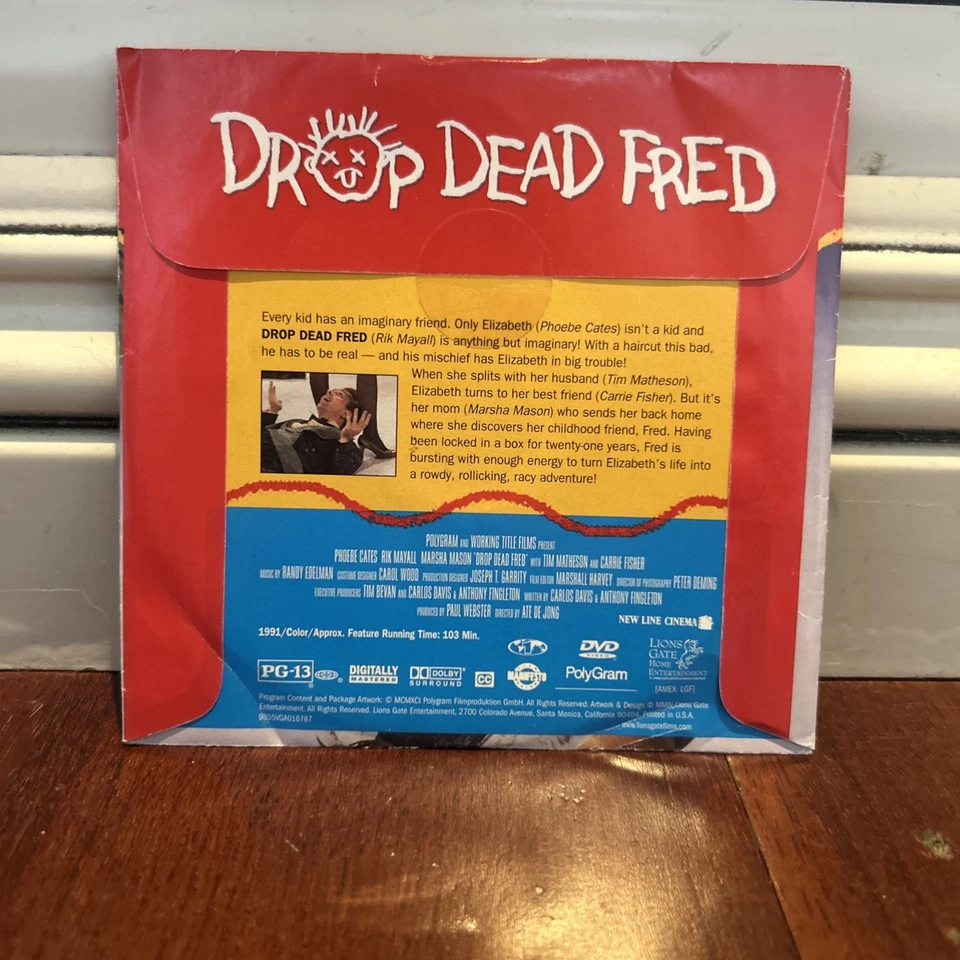 DROP DEAD FRED
Every kid has an imaginary friend. Only Elizabeth (Phoebe Cates) isn't a kid and
DROP DEAD FRED (Rik Mayall) is anything but imaginary! With a haircut this bad,
he has to be real — and his mischief has Elizabeth in big trouble!
When she splits with her husband (Tim Matheson),
Elizabeth turns to her best friend (Carrie Fisher). But it's
her mom (Marsha Mason) who sends her back home
where she discovers her childhood friend, Fred. Having
been locked in a box for twenty-one years, Fred is
bursting with enough energy to turn Elizabeth's life into
a rowdy, rollicking, racy adventure!
POLYGRAM AND WORKING TITLE FILMS PRESENT
PHOEBE CATES RIK MAYALL MARSHA MASON 'DROP DEAD FRED' WITH TIM MATHESON AND CARRIE FISHER
MUSIC BY RANDY EDELMAN COSTUME DESIGNER CAROL WOOD PRODUCTION DESIGNER JOSEPH T. GARRITY FILM EDITOR MARSHALL HARVEY DIRECTOR OF PHOTOGRAPHY PETER DEMING
EXECUTIVE PRODUCERS TIM BEVAN AND CARLOS DAVIS & ANTHONY FINGLETON WRITTEN BY CARLOS DAVIS & ANTHONY FINGLETON
PRODUCED BY PAUL WEBSTER DIRECTED BY ATE DE JONG
NEW LINE CINEMA
1991/Color/Approx. Feature Running Time: 103 Min.
1
DVD
VIDEO
LIONS
GATE
HOME
ENTERTAINMENT
PG-13
DIGITALLY
MASTERED
DOLBY
SURROUND
CC
MANIFESTO
PolyGram
[AMEX: LGF]
Program Content and Package Artwork: © MCMXCI Polygram Filmproduktion GmbH. All Rights Reserved. Artwork & Design © Lions Gate
Entertainment. All Rights Reserved. Lions Gate Entertainment, 2700 Colorado Avenue, Santa Monica, California 90404. Printed in U.S.A.
9855VGA016787
www.lionsgatefilms.com